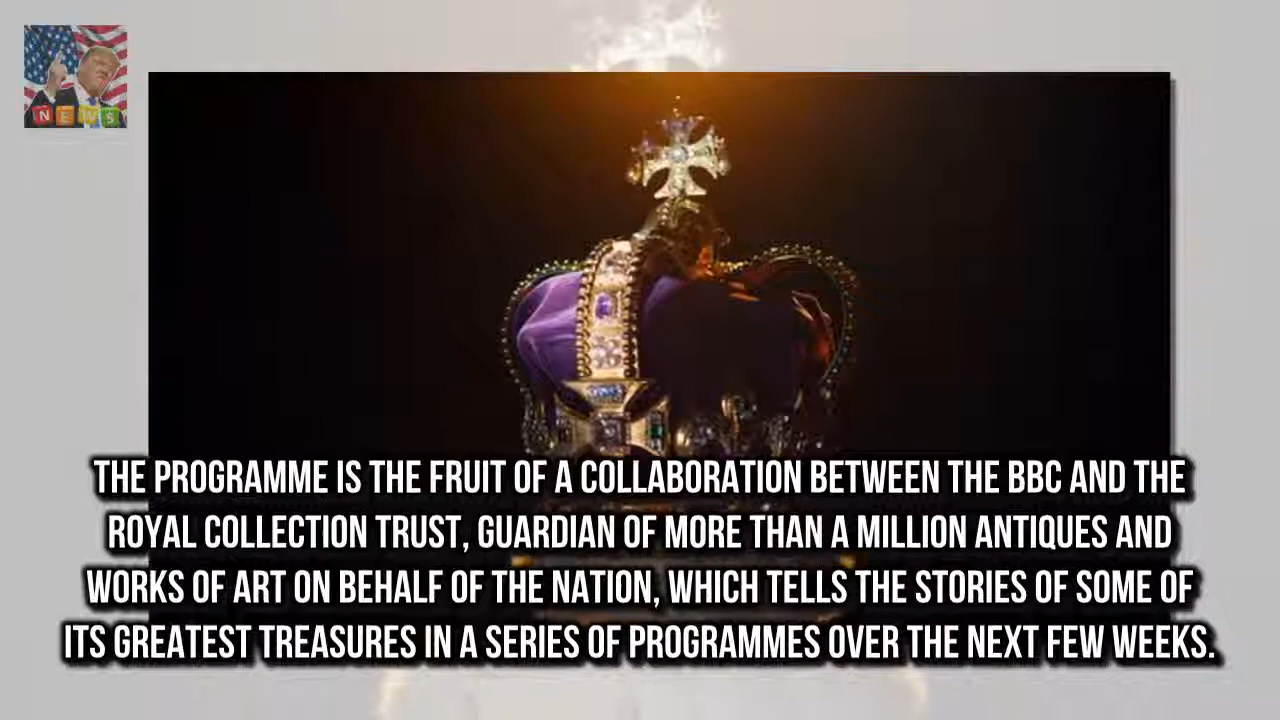 NEWS
THE PROGRAMME IS THE FRUIT OF A COLLABORATION BETWEEN THE BBC AND THE
ROYAL COLLECTION TRUST, GUARDIAN OF MORE THAN A MILLION ANTIQUES AND
WORKS OF ART ON BEHALF OF THE NATION, WHICH TELLS THE STORIES OF SOME OF
ITS GREATEST TREASURES IN A SERIES OF PROGRAMMES OVER THE NEXT FEW WEEKS.